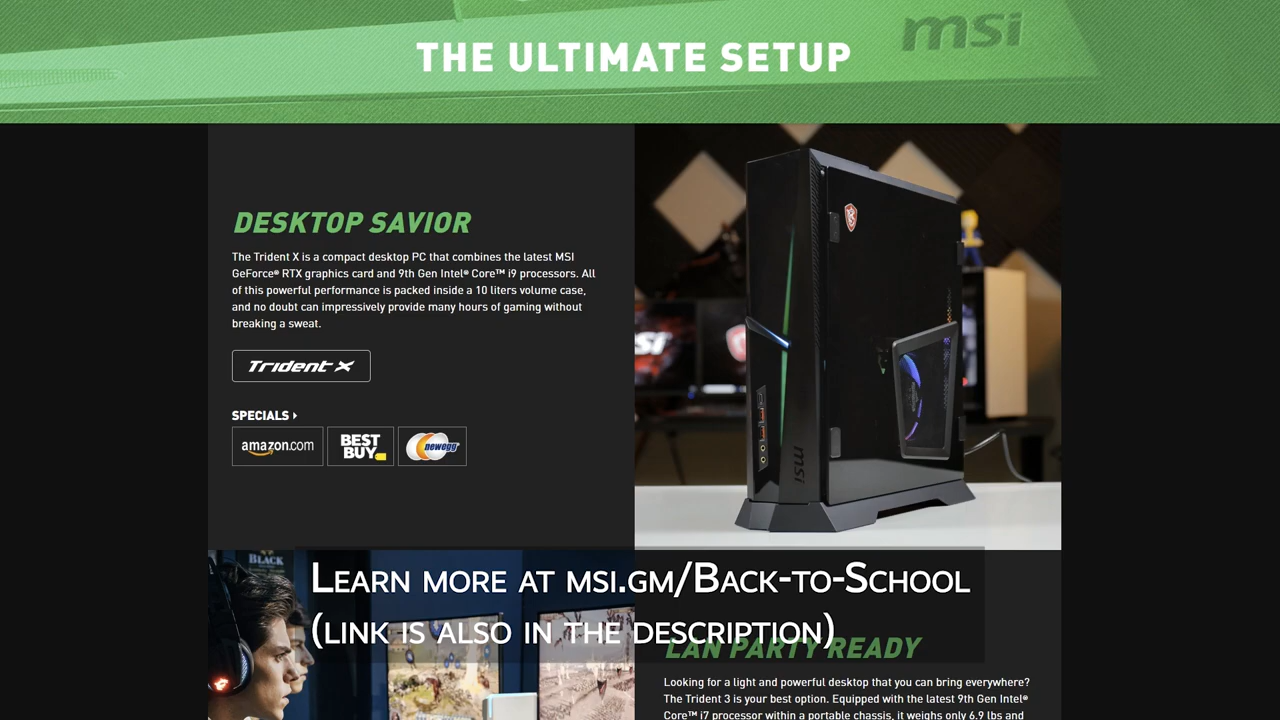 msi
THE ULTIMATE SETUP
DESKTOP SAVIOR
The Trident X is a compact desktop PC that combines the latest MSI
GeForce® RTX graphics card and 9th Gen Intel® Core™ i9 processors. All
of this powerful performance is packed inside a 10 liters volume case,
and no doubt can impressively provide many hours of gaming without
breaking a sweat.
Trident X
SPECIALS
amazon.com
BEST
BUY
newegg
msi
BLACK
LEARN MORE AT MSI.GM/BACK-TO-SCHOOL
(LINK IS ALSO IN THE DESCRIPTION)
LAN PARTY READY
Looking for a light and powerful desktop that you can bring everywhere?
The Trident 3 is your best option. Equipped with the latest 9th Gen Intel®
Core™ i7 processor within a portable chassis, it weighs only 6.9 lbs and